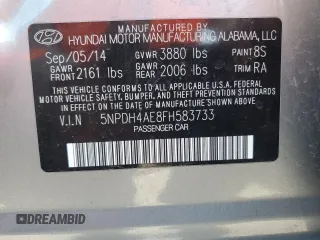 HYUNDAI MOTOR MANUFACTURING ALABAMA, LLC
Sep/05/14 GVWR 3880 lbs PAINT 8S
GAWR FRONT 2161 lbs GAWR REAR 2006 lbs TRIM RA
THIS VEHICLE CONFORMS TO ALL APPLICABLE
FEDERAL MOTOR VEHICLE SAFETY, BUMPER, AND
THEFT PREVENTION STANDARDS IN EFFECT ON
THE DATE OF MANUFACTURE SHOWN ABOVE.
V.I.N 5NPDH4AE8FH583733
PASSENGER CAR
DREAMBID